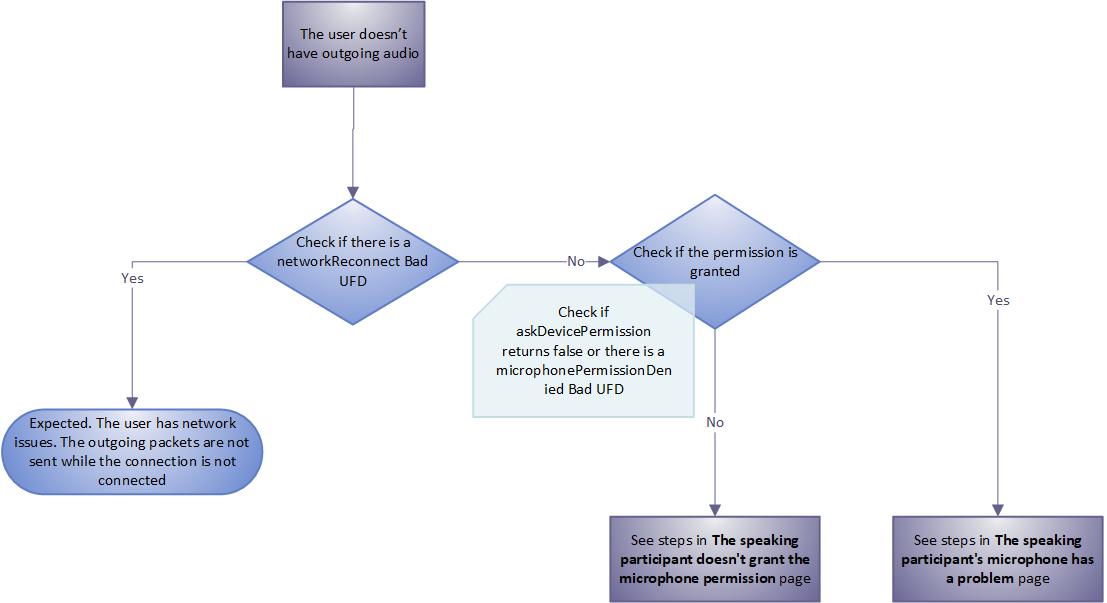 The user doesn’t
have outgoing audio
Check if there is a
networkReconnect Bad
UFD
Yes
No
Check if the permission is
granted
Yes
Check if
askDevicePermission
returns false or there is a
microphonePermissionDen
ied Bad UFD
No
Expected. The user has network
issues. The outgoing packets are not
sent while the connection is not
connected
See steps in The speaking
participant doesn't grant the
microphone permission page
See steps in The speaking
participant's microphone has
a problem page